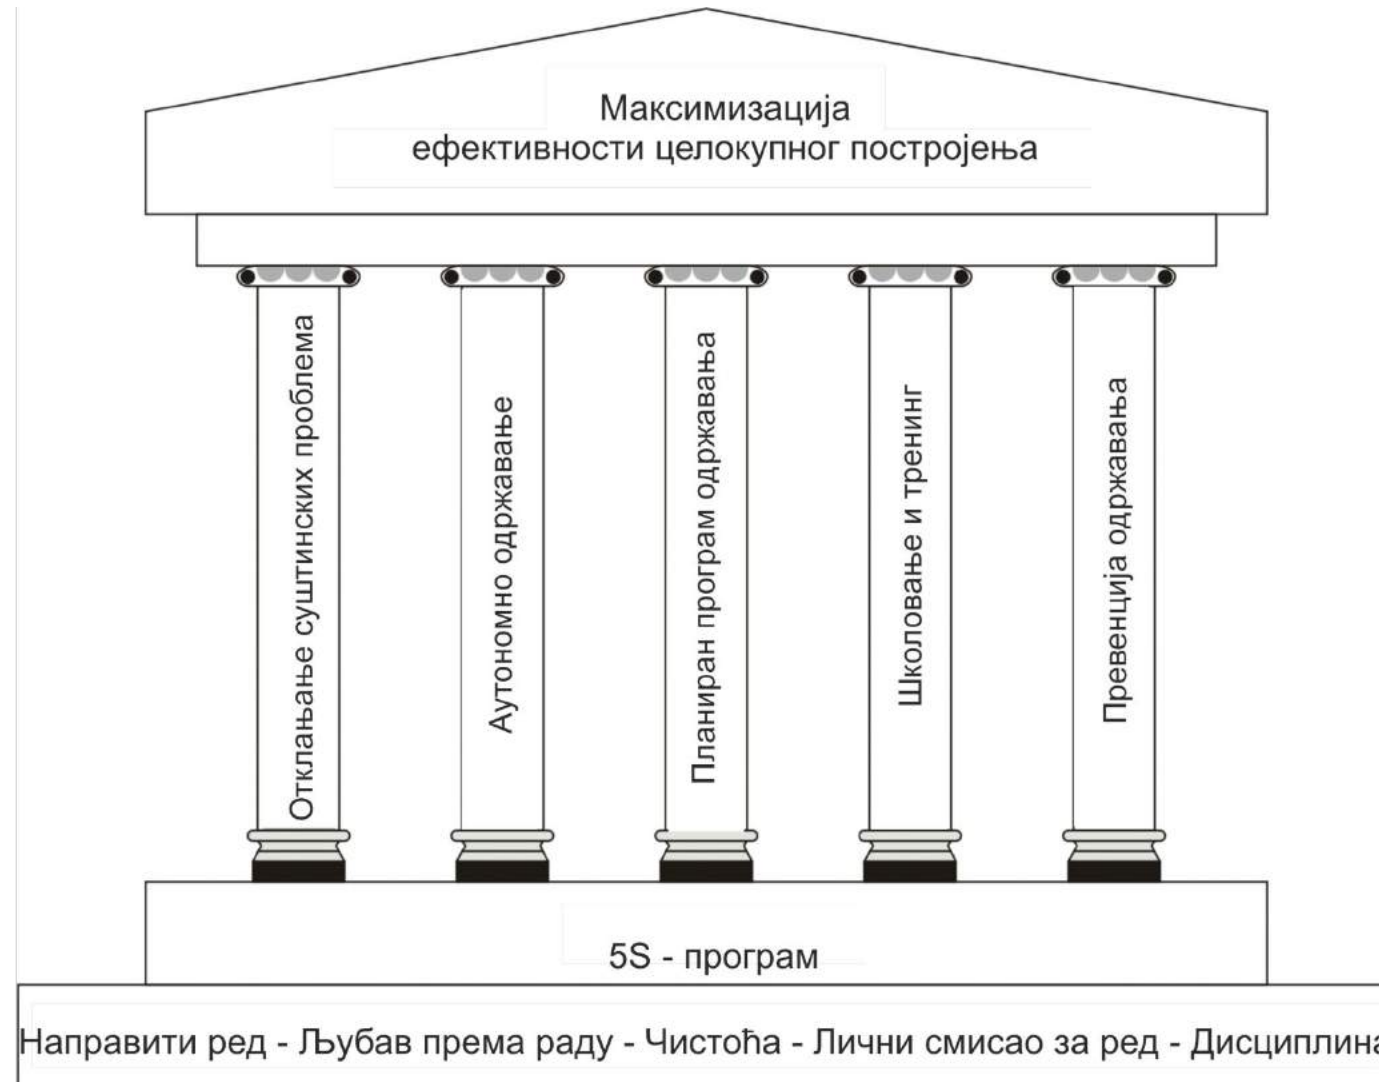 Максимизација
ефективности целокупног постројења
Отклањање суштинских проблема
Аутономно одржавање
Планиран програм одржавања
Школовање и тренинг
Превенција одржавања
5S - програм
Направити ред - Љубав према раду - Чистоћа - Лични смисао за ред - Дисциплина